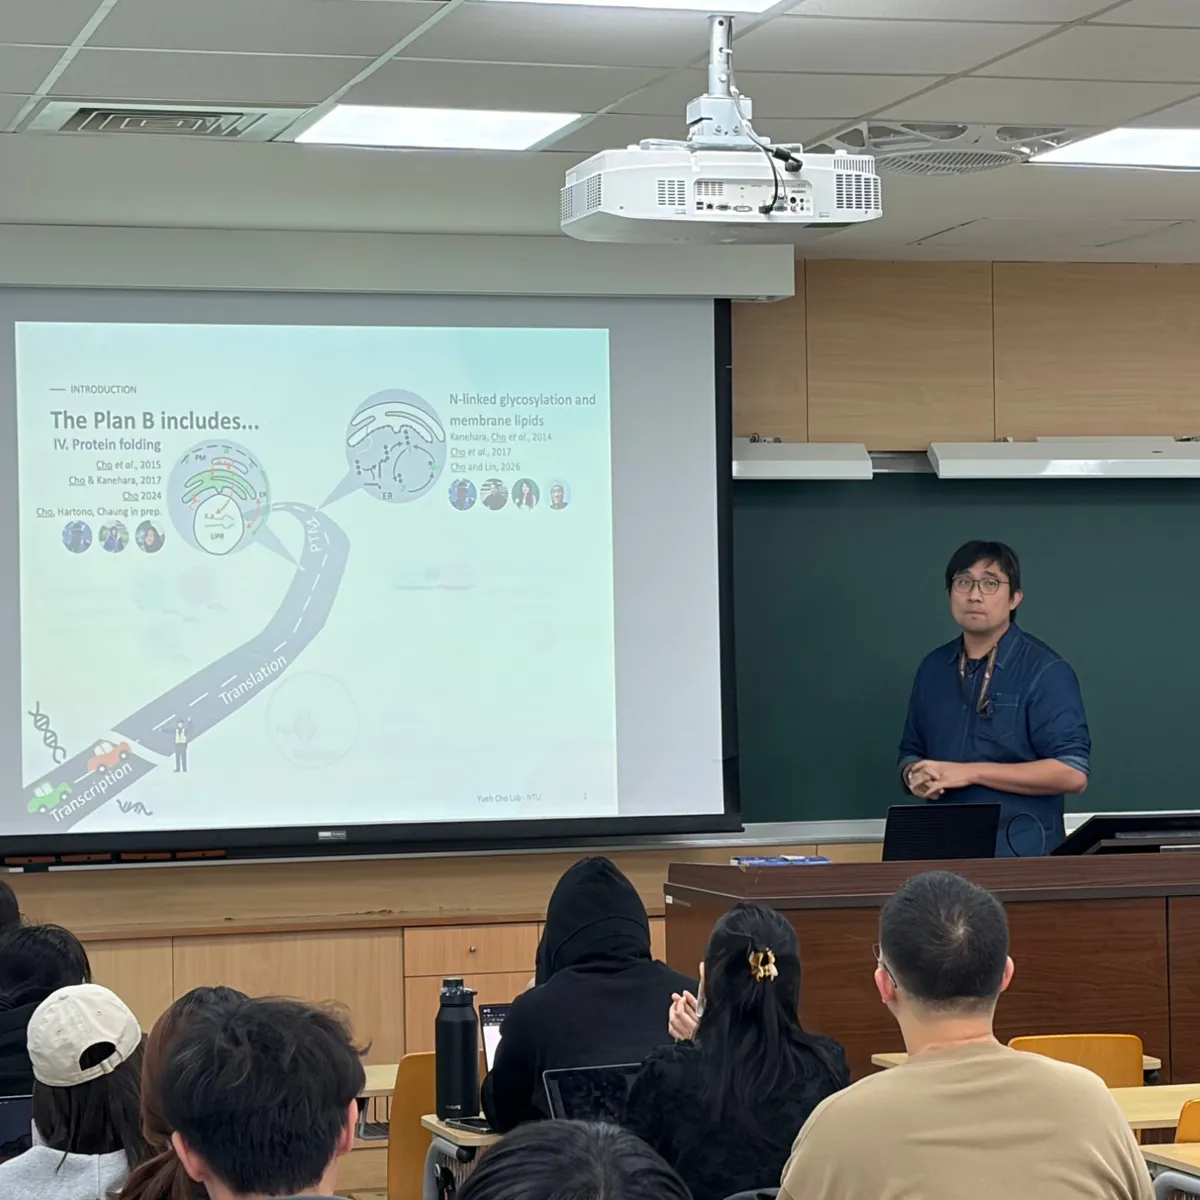 INTRODUCTION
The Plan B includes...
IV. Protein folding
Cho et al., 2015
Cho & Kanehara, 2017
Cho 2024
Cho, Hartono, Chaung in prep.
PM
ER
UPR
N-linked glycosylation and
membrane lipids
Kanehara, Cho et al., 2014
Cho et al., 2017
Cho and Lin, 2026
ER
PTM
Translation
Transcription
Yueh Cho Lab - NTU
2